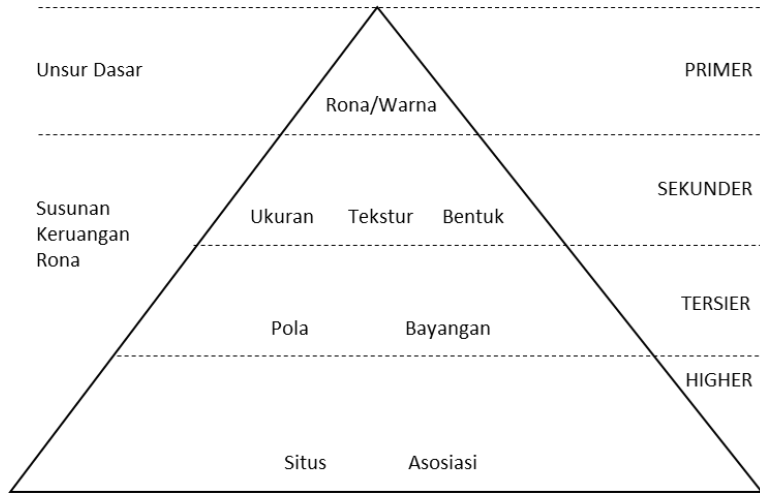 Unsur Dasar
PRIMER
Rona/Warna
SEKUNDER
Susunan
Keruangan
Rona
Ukuran Tekstur Bentuk
TERSIER
Pola Bayangan
HIGHER
Situs Asosiasi